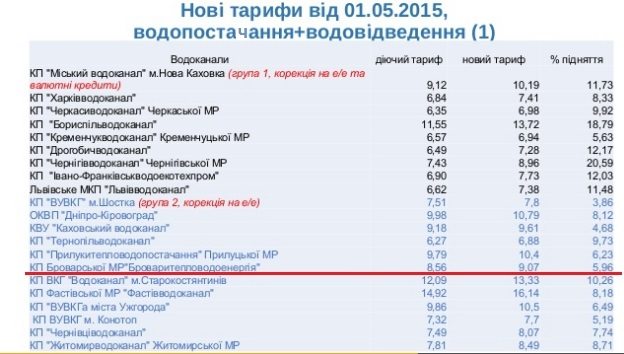 Нові тарифи від 01.05.2015,
водопостачання+водовідведення (1)
Водоканали діючий тариф новий тариф % підняття
КП "Міський водоканал" м.Нова Каховка (група 1, корекція на е/е та
валютні кредити) 9,12 10,19 11,73
КП "Харківводоканал" 6,84 7,41 8,33
КП "Черкасиводоканал" Черкаської МР 6,35 6,98 9,92
КП "Бориспільводоканал" 11,55 13,72 18,79
КП "Кременчукводоканал" Кременчуцької МР 6,57 6,94 5,63
КП "Дрогобичводоканал" 6,49 7,28 12,17
КП "Чернігівводоканал" Чернігівської МР 7,43 8,96 20,59
КП "Івано-Франківськводоекотехпром" 6,90 7,73 12,03
Львівське МКП "Львівводоканал" 6,62 7,38 11,48
КП "ВУВКГ" м.Шостка (група 2, корекція на е/е) 7,51 7,8 3,86
ОКВП "Дніпро-Кіровоград" 9,98 10,79 8,12
КВУ "Каховський водоканал" 9,18 9,61 4,68
КП "Тернопільводоканал" 6,27 6,88 9,73
КП "Прилукитепловодопостачання" Прилуцької МР 9,79 10,4 6,23
КП Броварської МР"Броваритепловодоенергія" 8,56 9,07 5,96
КП ВКГ "Водоканал" м.Старокостянтинів 12,09 13,33 10,26
КП Фастівської МР "Фастівводоканал" 14,92 16,14 8,18
КП "ВУВКГа міста Ужгорода" 9,86 10,5 6,49
КП ВУВКГ м. Конотоп 7,32 7,7 5,19
КП "Чернівціводоканал" 7,49 8,07 7,74
КП "Житомирводоканал" Житомирської МР 7,81 8,49 8,71